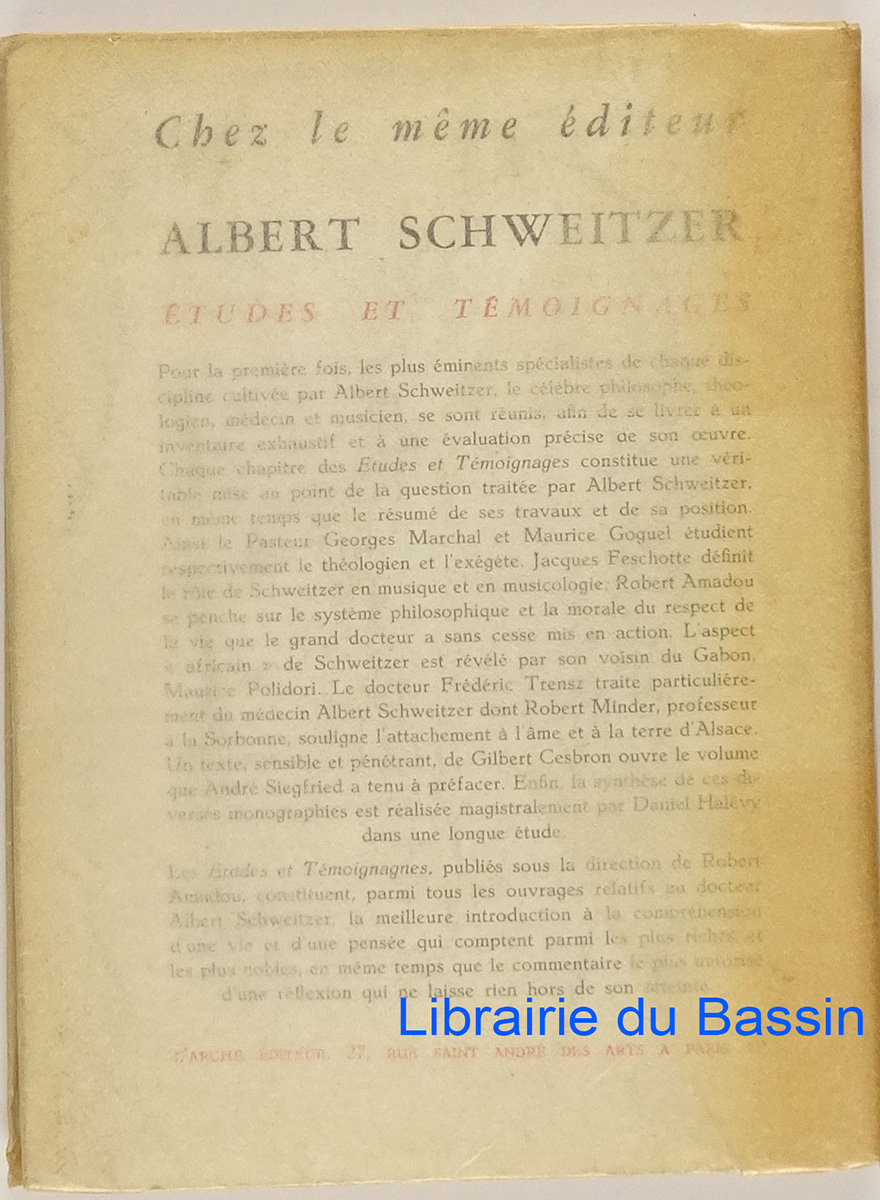 Chez le même éditeur
ALBERT SCHWEITZER
ÉTUDES ET TÉMOIGNAGES
Pour la première fois, les plus éminents spécialistes de chaque dis-
cipline cultivée par Albert Schweitzer, le célèbre philosophe, théo-
logien, médecin et musicien, se sont réunis, afin de se livrer à un
inventaire exhaustif et à une évaluation précise de son œuvre.
Chaque chapitre des Etudes et Témoignages constitue une véri-
table mise au point de la question traitée par Albert Schweitzer,
en même temps que le résumé de ses travaux et de sa position.
Ainsi le Pasteur Georges Marchal et Maurice Goguel étudient
respectivement le théologien et l'exégète. Jacques Feschotte définit
le rôle de Schweitzer en musique et en musicologie. Robert Amadou
se penche sur le système philosophique et la morale du respect de
la vie que le grand docteur a sans cesse mis en action. L'aspect
« africain » de Schweitzer est révélé par son voisin du Gabon,
Maurice Polidori. Le docteur Frédéric Trensz traite particulière-
ment du médecin Albert Schweitzer dont Robert Minder, professeur
à la Sorbonne, souligne l'attachement à l'âme et à la terre d'Alsace.
Un texte, sensible et pénétrant, de Gilbert Cesbron ouvre le volume
que André Siegfried a tenu à préfacer. Enfin, la synthèse de ces di-
verses monographies est réalisée magistralement par Daniel Halévy
dans une longue étude.
Les Etudes et Témoignagnes, publiés sous la direction de Robert
Amadou, constituent, parmi tous les ouvrages relatifs au docteur
Albert Schweitzer, la meilleure introduction à la compréhension
d'une vie et d'une pensée qui comptent parmi les plus riches et
les plus nobles, en même temps que le commentaire le plus autorisé
d'une réflexion qui ne laisse rien hors de son atteinte.
Librairie du Bassin
L'ARCHE ÉDITEUR, 27, RUE SAINT ANDRÉ DES ARTS A PARIS